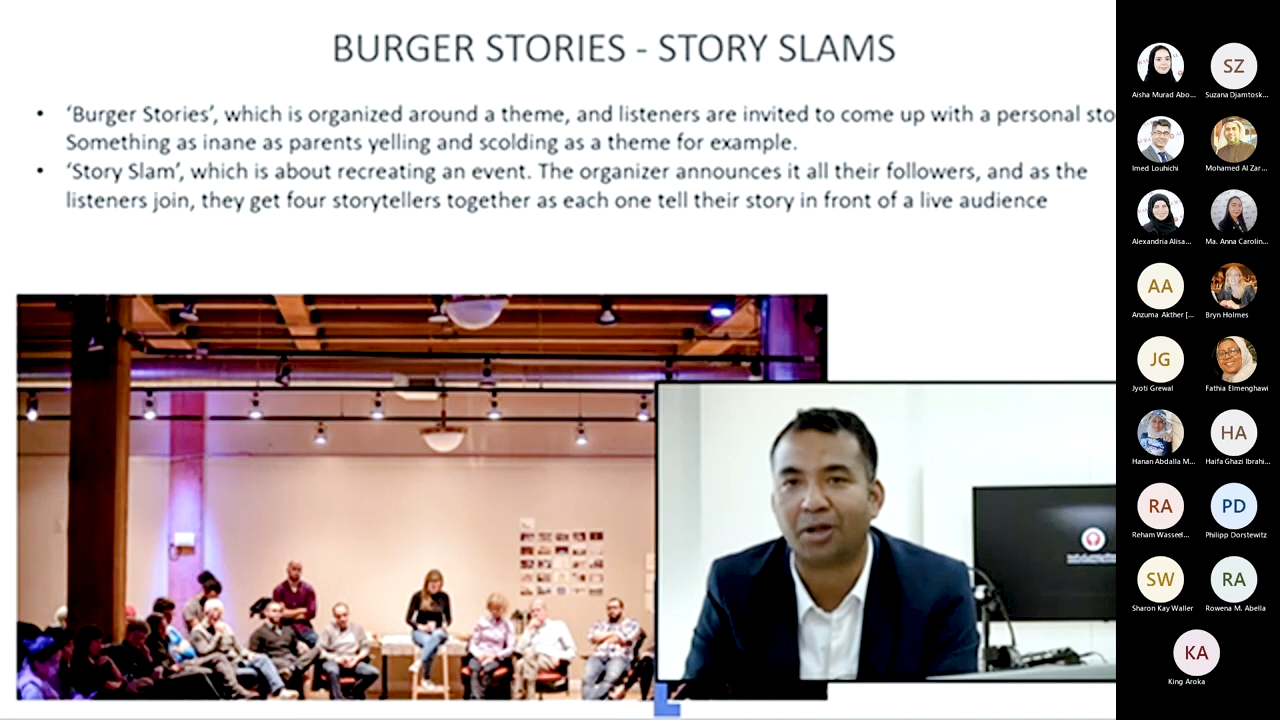 BURGER STORIES - STORY SLAMS
• ‘Burger Stories’, which is organized around a theme, and listeners are invited to come up with a personal sto
Something as inane as parents yelling and scolding as a theme for example.
• ‘Story Slam’, which is about recreating an event. The organizer announces it all their followers, and as the
listeners join, they get four storytellers together as each one tell their story in front of a live audience
Aisha Murad Abo...
SZ
Suzana Djamtosk...
Imed Louhichi
Mohamed Al Zar...
Alexandria Alisa...
Ma. Anna Carolin...
AA
Anzuma Akther [...
Bryn Holmes
JG
Jyoti Grewal
Fathia Elmenghawi
Hanan Abdalla M...
HA
Haifa Ghazi Ibrahi...
RA
Reham Wasseel...
PD
Philipp Dorstewitz
SW
Sharon Kay Waller
RA
Rowena M. Abella
KA
King Aroka